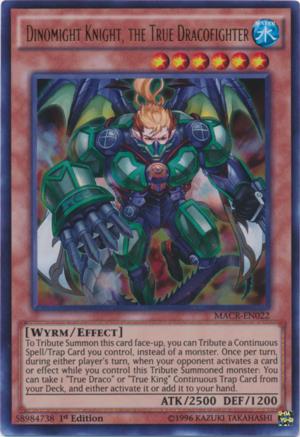 DINOMIGHT KNIGHT, THE TRUE DRACOFIGHTER
WATER
水
MACR-EN022
[WYRM/EFFECT]
To Tribute Summon this card face-up, you can Tribute a Continuous
Spell/Trap Card you control, instead of a monster. Once per turn,
during either player's turn, when your opponent activates a card
or effect while you control this Tribute Summoned monster: You
can take 1 "True Draco" or "True King" Continuous Trap Card from
your Deck, and either activate it or add it to your hand.
ATK/2500 DEF/1200
58984738 1st Edition ©1996 KAZUKI TAKAHASHI